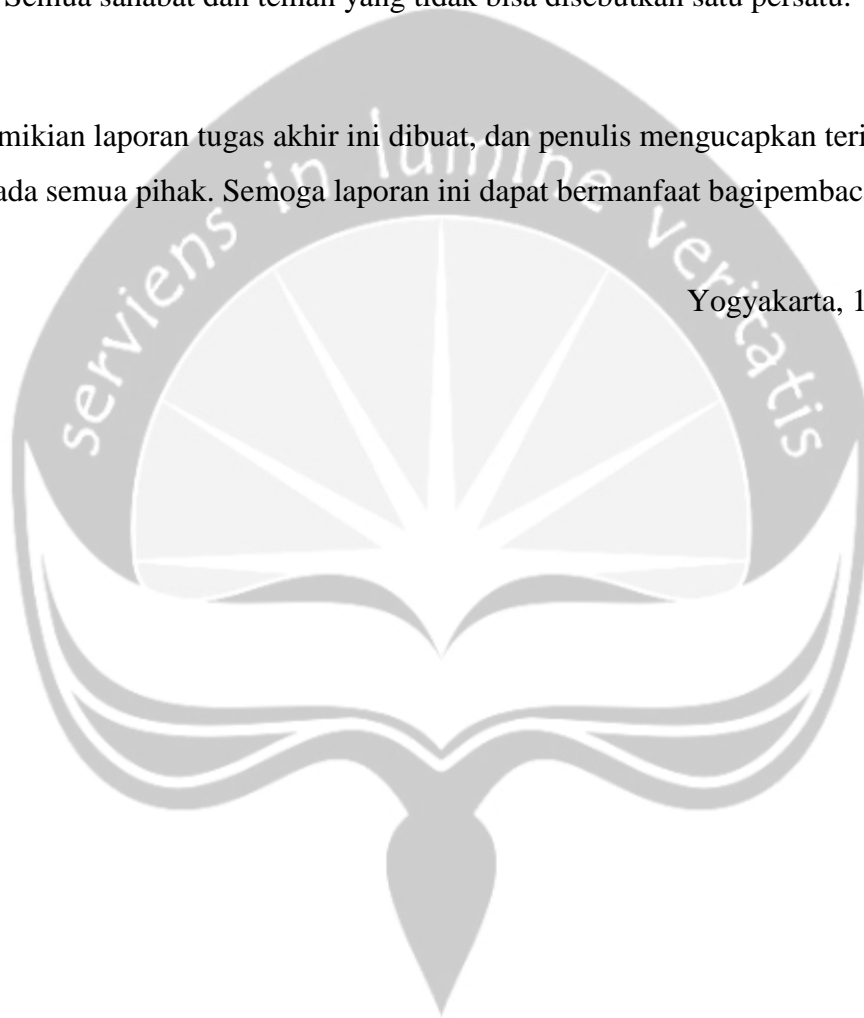 Semua sahabat dan teman yang tidak bisa disebutkan satu persatu.
mikian laporan tugas akhir ini dibuat, dan penulis mengucapkan teri
ada semua pihak. Semoga laporan ini dapat bermanfaat bagipembac
Yogyakarta, 1
serviens in lumine veritatis